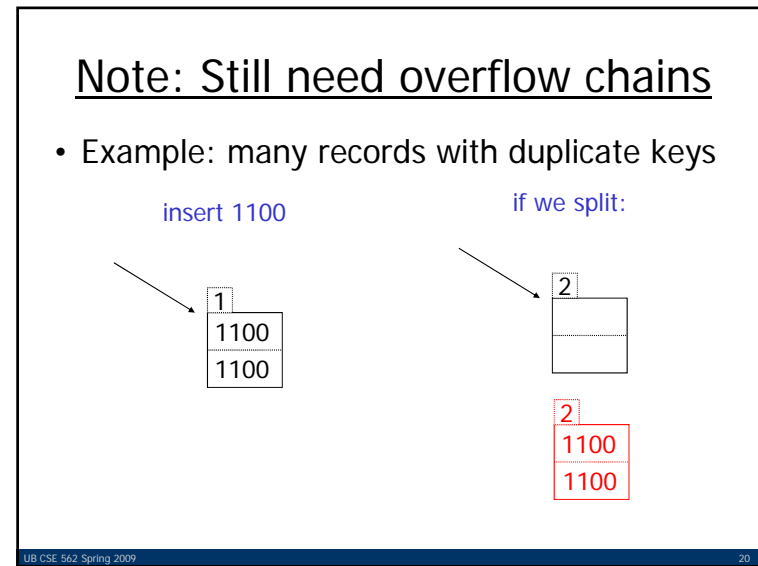 Note: Still need overflow chains
• Example: many records with duplicate keys
insert 1100
if we split:
1
1100
1100
2
2
1100
1100
UB CSE 562 Spring 2009
20